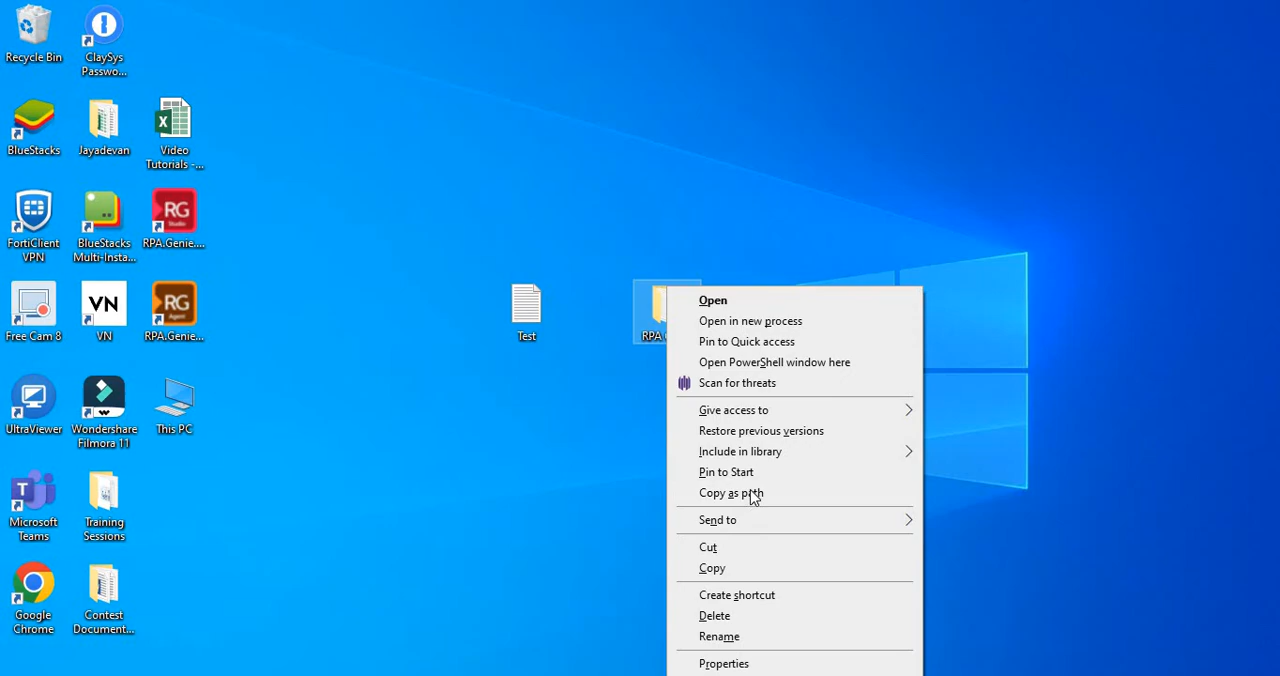 Recycle Bin
ClaySys
Passwo...
BlueStacks
Jayadevan
Video
Tutorials -...
FortiClient
VPN
BlueStacks
Multi-Insta...
RG
Studio
RPA.Genie....
Free Cam 8
VN
VN
RG
Agent
RPA.Genie...
UltraViewer
Wondershare
Filmora 11
This PC
Microsoft
Teams
Training
Sessions
Google
Chrome
Contest
Document...
Test
RPA
Open
Open in new process
Pin to Quick access
Open PowerShell window here
Scan for threats
Give access to
Restore previous versions
Include in library
Pin to Start
Copy as path
Send to
Cut
Copy
Create shortcut
Delete
Rename
Properties